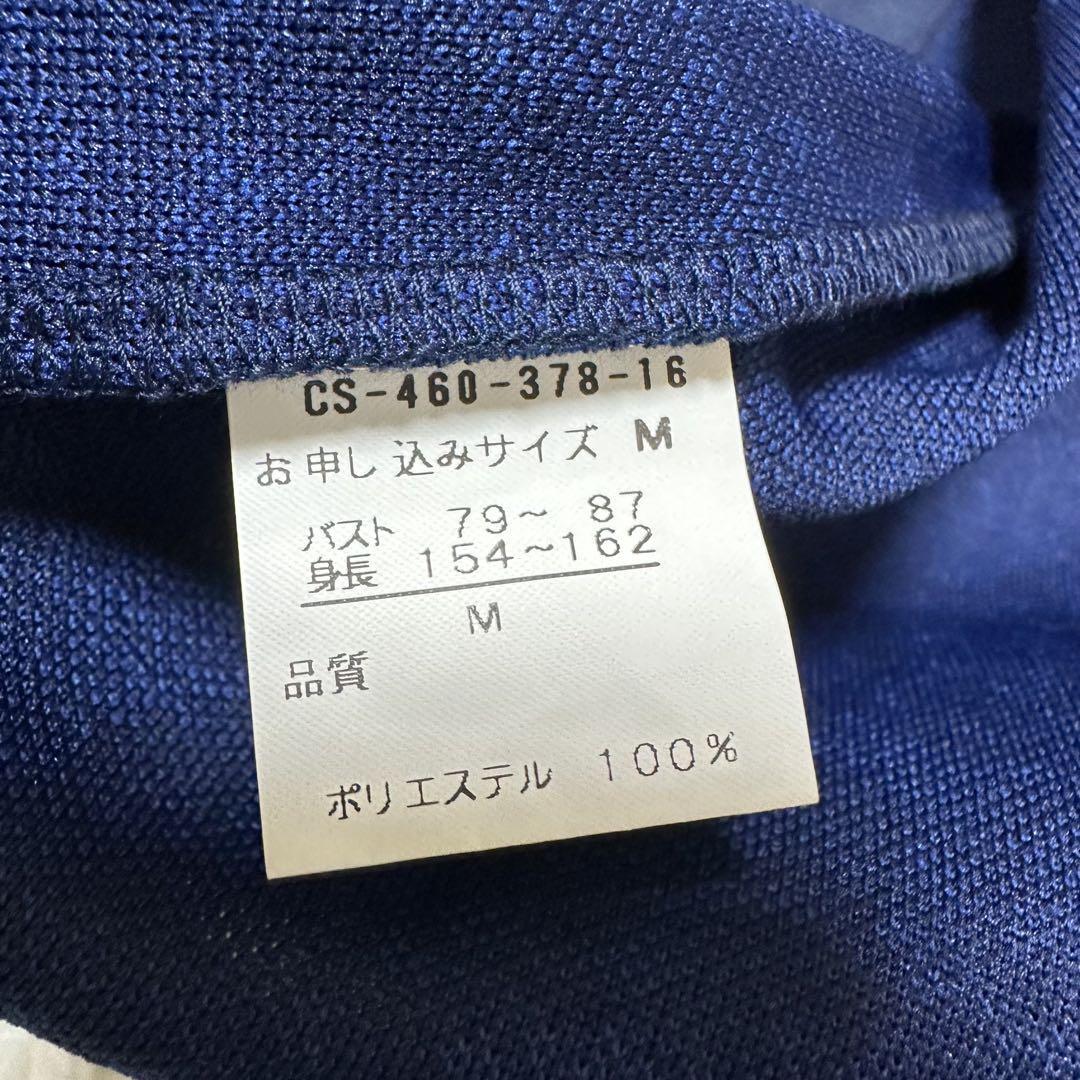 CS-460-378-16
お申し込みサイズ M
バスト 79～ 87
身長 154～162
M
品質
ポリエステル 100%